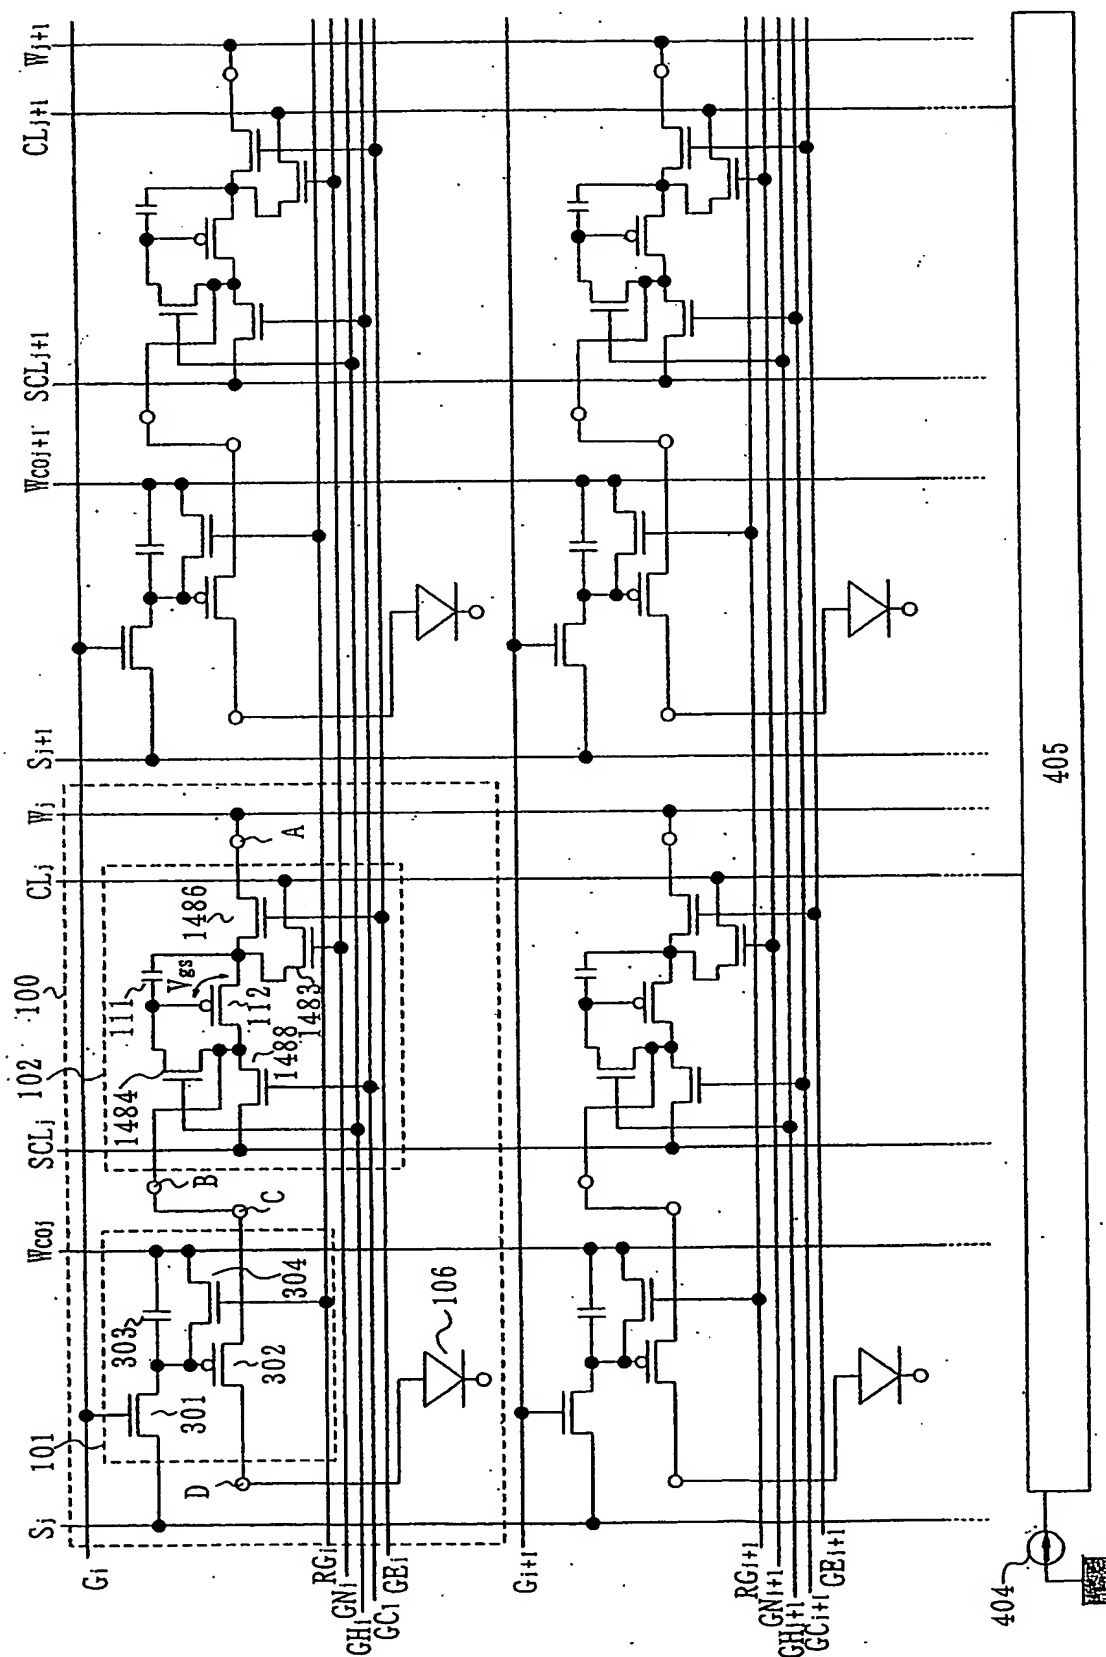 Sj
Wcoj
SCLj
CLj
Wj
Sj+1
Wcoj+1
SCLj+1
CLj+1
Wj+1
101
102
100
Gi
301
303
304
302
D
C
B
A
106
1484
111
Vgs
112
1488
1483
1486
RGi
GNi
GHi
GCi
GEi
Gi+1
RGi+1
GNi+1
GHi+1
GCi+1
GEi+1
404
405